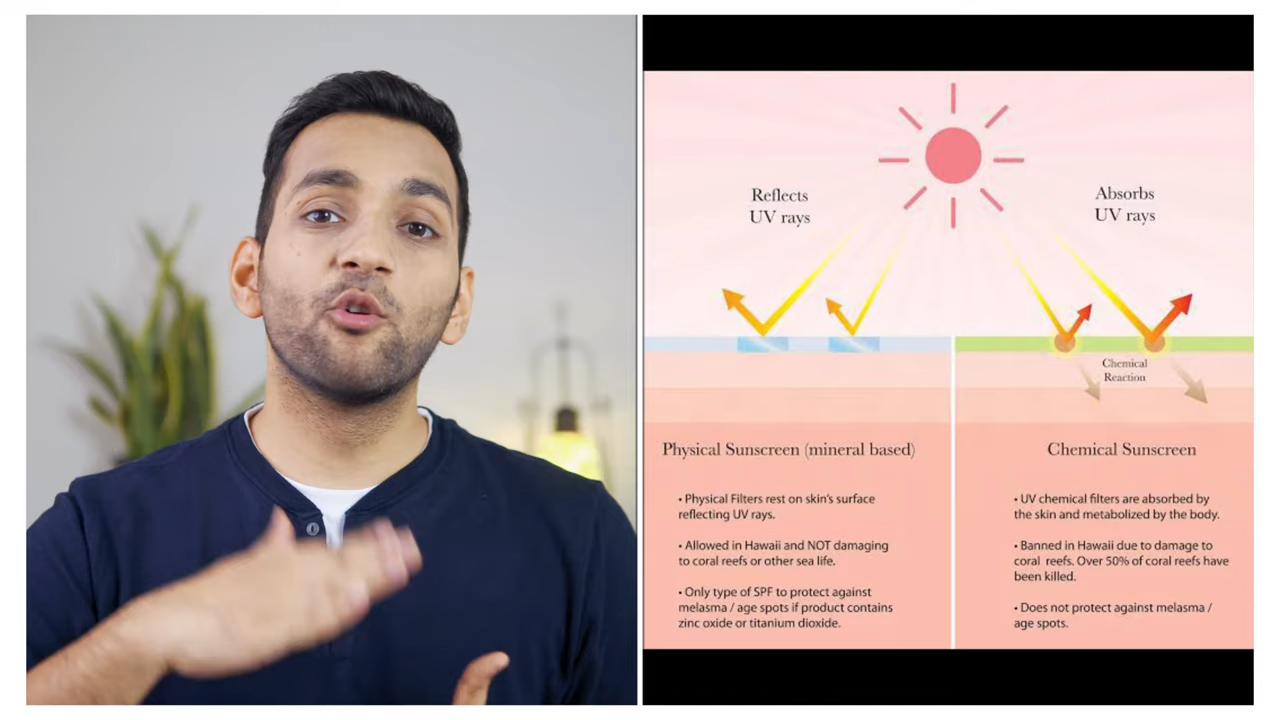 Reflects
UV rays
Absorbs
UV rays
Chemical
Reaction
Physical Sunscreen (mineral based)
• Physical Filters rest on skin's surface
reflecting UV rays.
• Allowed in Hawaii and NOT damaging
to coral reefs or other sea life.
• Only type of SPF to protect against
melasma / age spots if product contains
zinc oxide or titanium dioxide.
Chemical Sunscreen
• UV chemical filters are absorbed by
the skin and metabolized by the body.
• Banned in Hawaii due to damage to
coral reefs. Over 50% of coral reefs have
been killed.
• Does not protect against melasma /
age spots.